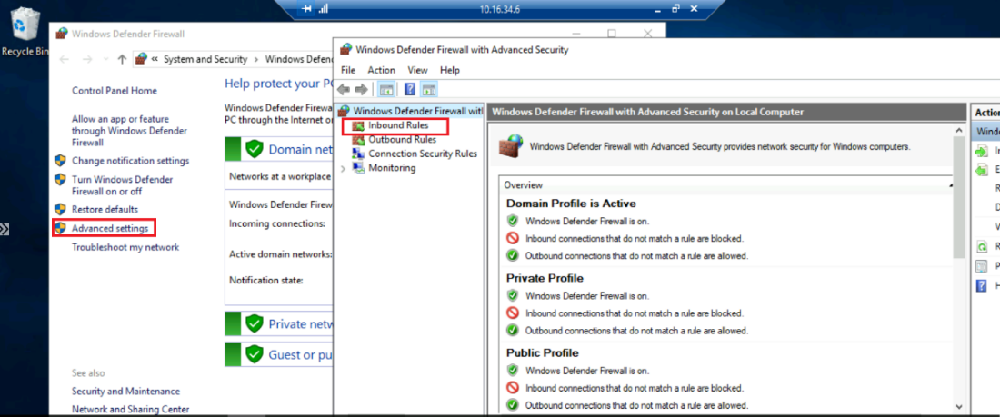 10.16.34.6
Recycle Bin
Windows Defender Firewall
« System and Security > Windows Defen
Control Panel Home
Allow an app or feature
through Windows Defender
Firewall
Change notification settings
Turn Windows Defender
Firewall on or off
Restore defaults
Advanced settings
Troubleshoot my network
See also
Security and Maintenance
Network and Sharing Center
Help protect your PC
Windows Defender Firewa
PC through the Internet or
Domain net
Networks at a workplace
Windows Defender Firew
Incoming connections:
Active domain networks:
Notification state:
Private netw
Guest or pu
Windows Defender Firewall with Advanced Security
File Action View Help
Windows Defender Firewall with
Inbound Rules
Outbound Rules
Connection Security Rules
Monitoring
Windows Defender Firewall with Advanced Security on Local Computer
Windows Defender Firewall with Advanced Security provides network security for Windows computers.
Overview
Domain Profile is Active
Windows Defender Firewall is on.
Inbound connections that do not match a rule are blocked.
Outbound connections that do not match a rule are allowed.
Private Profile
Windows Defender Firewall is on.
Inbound connections that do not match a rule are blocked.
Outbound connections that do not match a rule are allowed.
Public Profile
Windows Defender Firewall is on.
Inbound connections that do not match a rule are blocked.
Outbound connections that do not match a rule are allowed.
Action
Windo
I
E
R
D
V
R
P
H